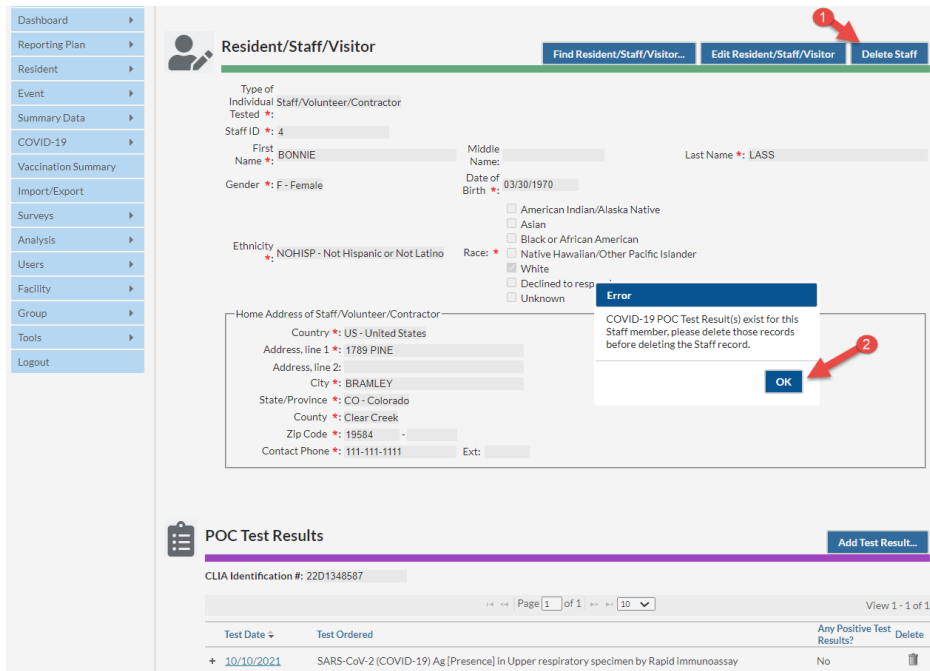 Dashboard
Reporting Plan
Resident
Event
Summary Data
COVID-19
Vaccination Summary
Import/Export
Surveys
Analysis
Users
Facility
Group
Tools
Logout
1
Resident/Staff/Visitor
Find Resident/Staff/Visitor... Edit Resident/Staff/Visitor Delete Staff
Type of
Individual Staff/Volunteer/Contractor
Tested *:
Staff ID *: 4
First
Name *: BONNIE
Middle
Name:
Last Name *: LASS
Gender *: F - Female
Date of
Birth *: 03/30/1970
Ethnicity
*: NOHISP - Not Hispanic or Not Latino
Race: *
American Indian/Alaska Native
Asian
Black or African American
Native Hawaiian/Other Pacific Islander
White
Declined to resp
Unknown
Error
COVID-19 POC Test Result(s) exist for this
Staff member, please delete those records
before deleting the Staff record.
2
OK
Home Address of Staff/Volunteer/Contractor
Country *: US - United States
Address, line 1 *: 1789 PINE
Address, line 2:
City *: BRAMLEY
State/Province *: CO - Colorado
County *: Clear Creek
Zip Code *: 19584 -
Contact Phone *: 111-111-1111 Ext:
POC Test Results
Add Test Result...
CLIA Identification #: 22D1348587
Page 1 of 1 10 View 1 - 1 of 1
Test Date Test Ordered Any Positive Test Results? Delete
+ 10/10/2021 SARS-CoV-2 (COVID-19) Ag [Presence] in Upper respiratory specimen by Rapid immunoassay No